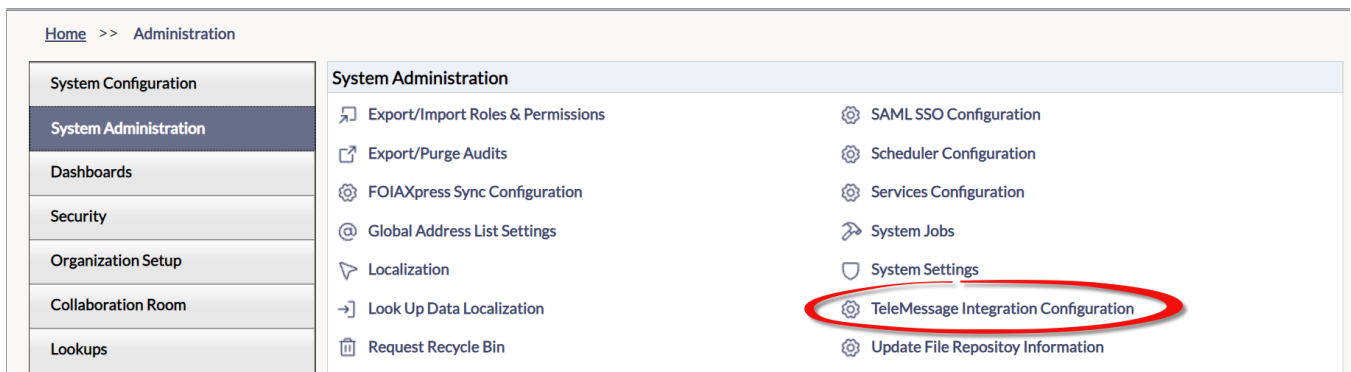 Home >> Administration
System Configuration
System Administration
Dashboards
Security
Organization Setup
Collaboration Room
Lookups
System Administration
Export/Import Roles & Permissions
Export/Purge Audits
FOIAXpress Sync Configuration
Global Address List Settings
Localization
Look Up Data Localization
Request Recycle Bin
SAML SSO Configuration
Scheduler Configuration
Services Configuration
System Jobs
System Settings
TeleMessage Integration Configuration
Update File Repositoy Information